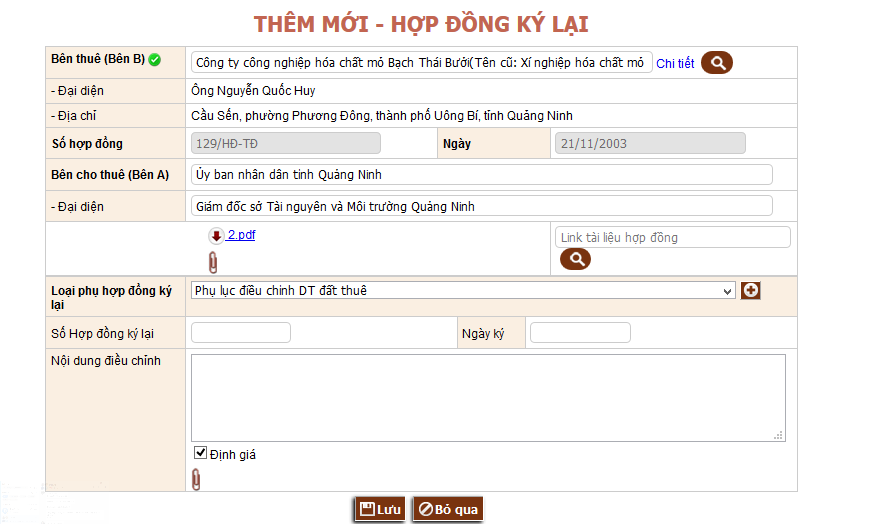 THÊM MỚI - HỢP ĐỒNG KÝ LẠI
Bên thuê (Bên B) Công ty công nghiệp hóa chất mỏ Bạch Thái Bưởi(Tên cũ: Xí nghiệp hóa chất mỏ Chi tiết
- Đại diện Ông Nguyễn Quốc Huy
- Địa chỉ Cầu Sến, phường Phương Đông, thành phố Uông Bí, tỉnh Quảng Ninh
Số hợp đồng 129/HĐ-TĐ Ngày 21/11/2003
Bên cho thuê (Bên A) Ủy ban nhân dân tỉnh Quảng Ninh
- Đại diện Giám đốc sở Tài nguyên và Môi trường Quảng Ninh
2.pdf Link tài liệu hợp đồng
Loại phụ hợp đồng ký lại Phụ lục điều chỉnh DT đất thuê
Số Hợp đồng ký lại Ngày ký
Nội dung điều chỉnh
Định giá
Lưu Bỏ qua